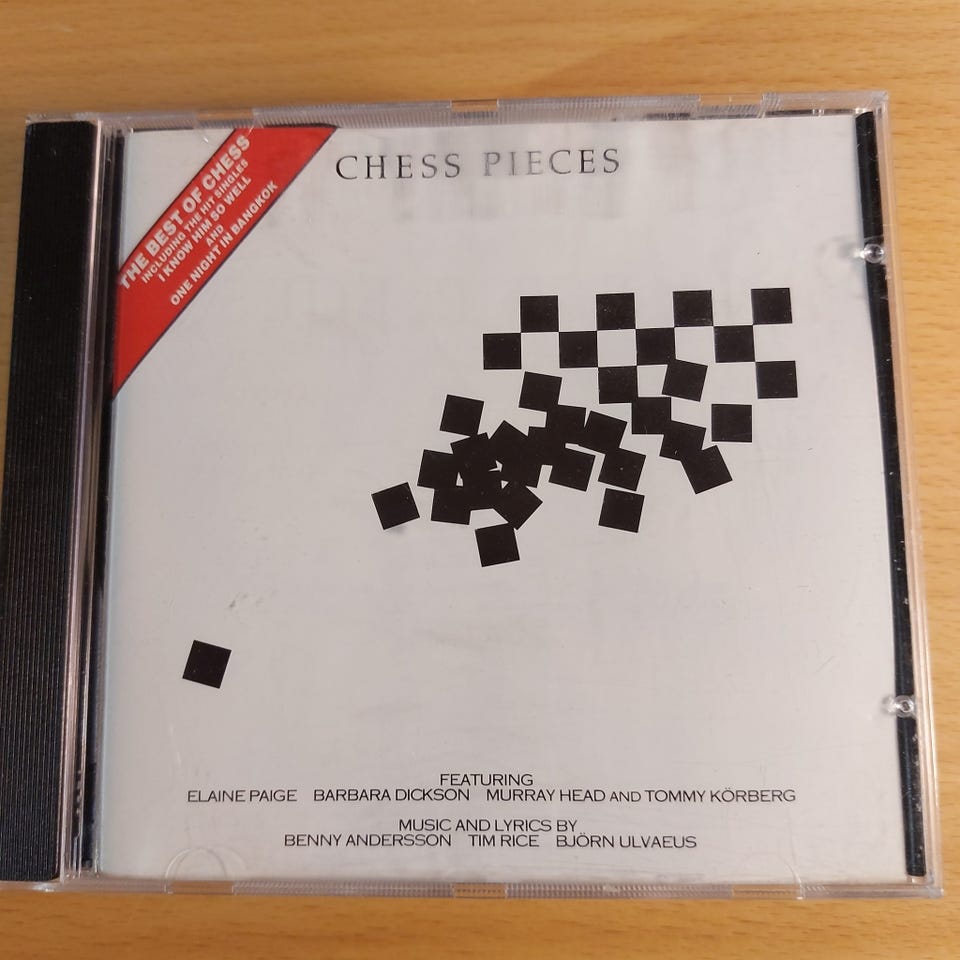 THE BEST OF CHESS
INCLUDING THE HIT SINGLES
I KNOW HIM SO WELL
AND
ONE NIGHT IN BANGKOK
CHESS PIECES
FEATURING
ELAINE PAIGE BARBARA DICKSON MURRAY HEAD AND TOMMY KÖRBERG
MUSIC AND LYRICS BY
BENNY ANDERSSON TIM RICE BJÖRN ULVAEUS